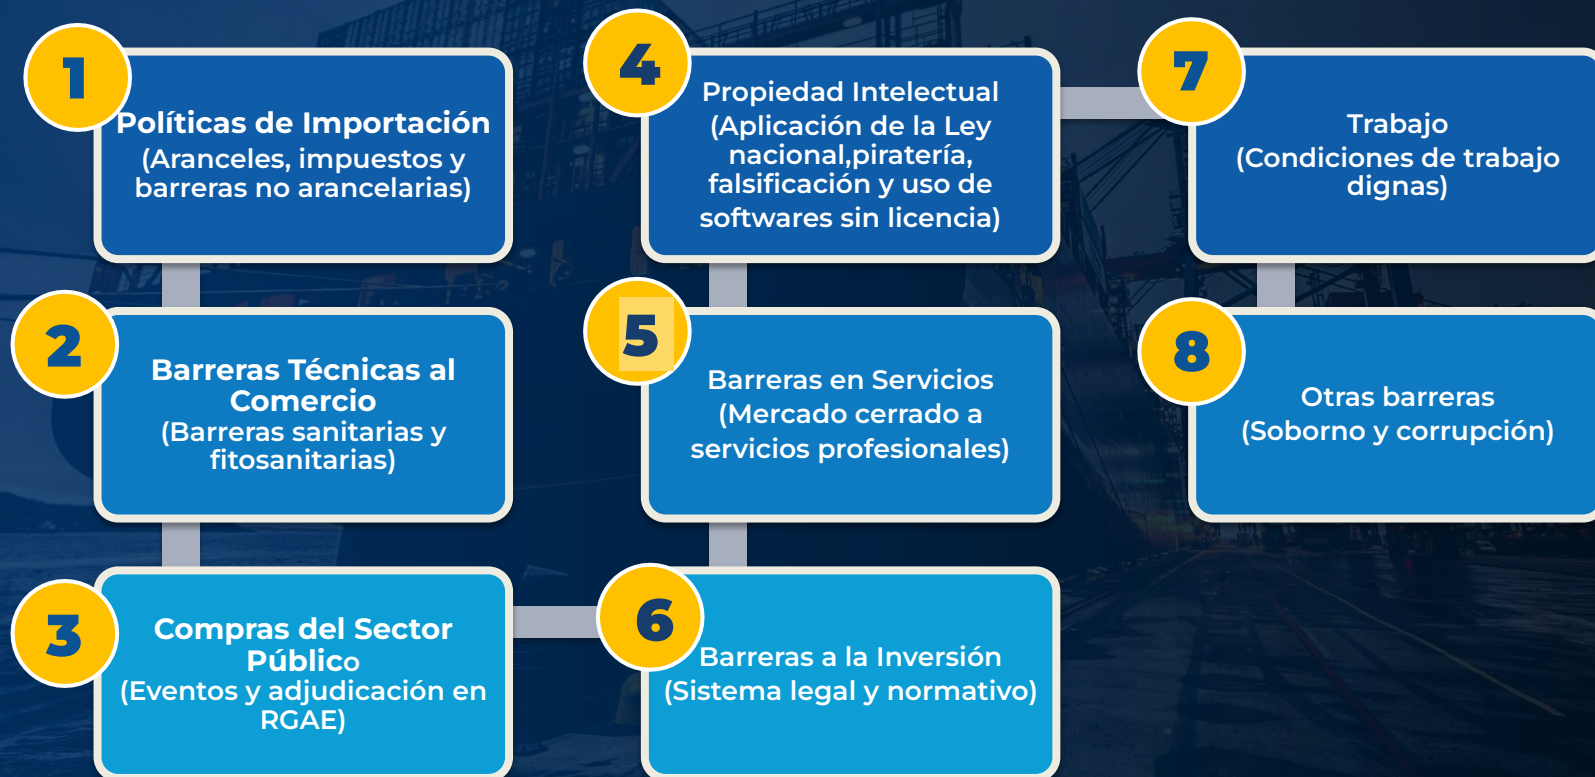 1
Políticas de Importación
(Aranceles, impuestos y
barreras no arancelarias)
2
Barreras Técnicas al
Comercio
(Barreras sanitarias y
fitosanitarias)
3
Compras del Sector
Público
(Eventos y adjudicación en
RGAE)
4
Propiedad Intelectual
(Aplicación de la Ley
nacional,piratería,
falsificación y uso de
softwares sin licencia)
5
Barreras en Servicios
(Mercado cerrado a
servicios profesionales)
6
Barreras a la Inversión
(Sistema legal y normativo)
7
Trabajo
(Condiciones de trabajo
dignas)
8
Otras barreras
(Soborno y corrupción)